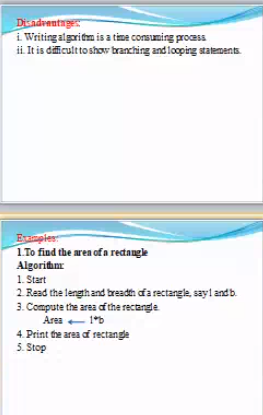 Disadvantages:
i. Writing algorithm is a time consuming process.
ii. It is difficult to show branching and looping statements.
Examples:
1.To find the area of a rectangle
Algorithm:
1. Start
2. Read the length and breadth of a rectangle, say l and b.
3. Compute the area of the rectangle.
Area ← l*b
4. Print the area of rectangle
5. Stop